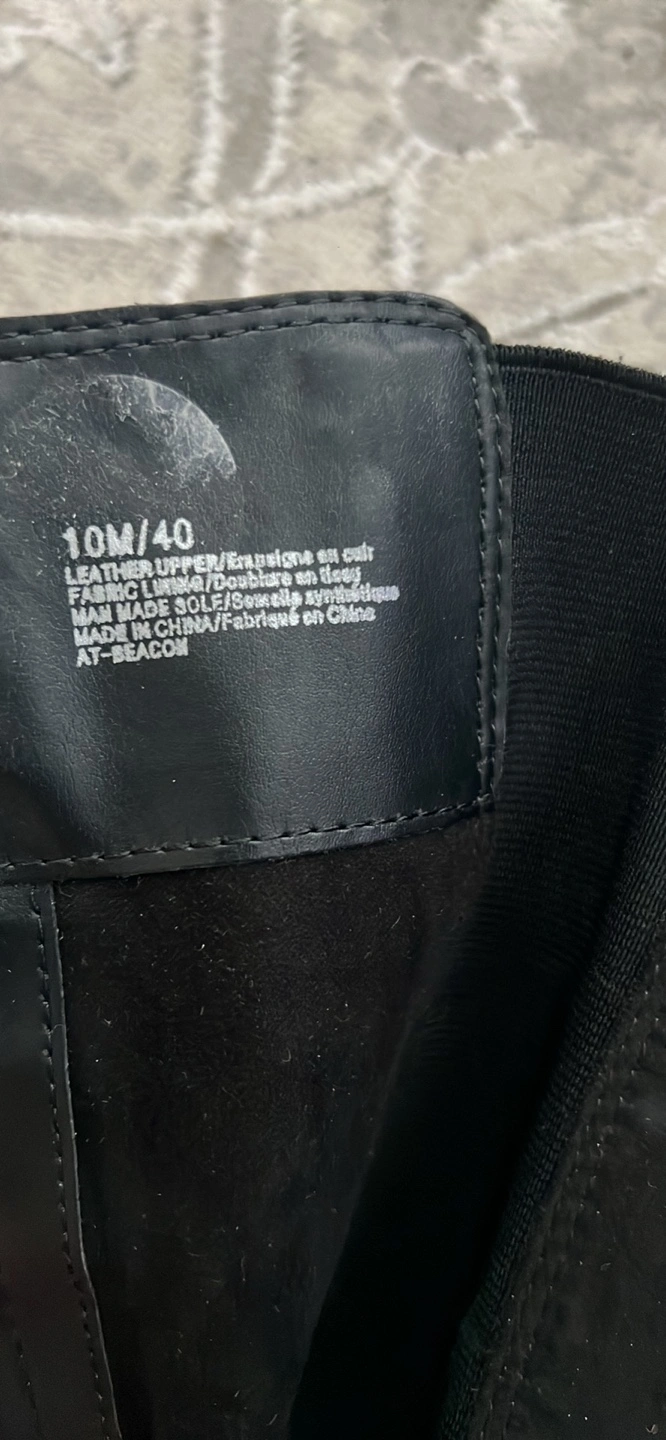 10M/40
LEATHER UPPER/Empeigne en cuir
FABRIC LINING/Doublure en tissu
MAN MADE SOLE/Semelle synthétique
MADE IN CHINA/Fabriqué en Chine
AT-BEACON